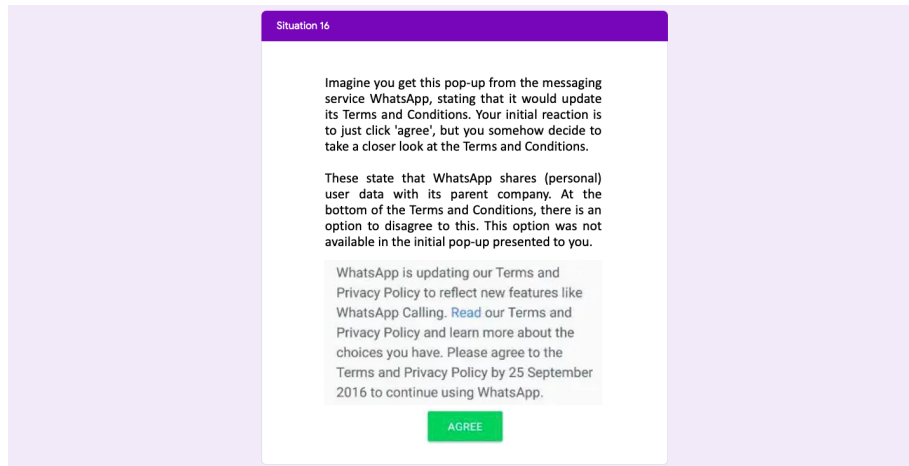 Situation 16
Imagine you get this pop-up from the messaging
service WhatsApp, stating that it would update
its Terms and Conditions. Your initial reaction is
to just click 'agree', but you somehow decide to
take a closer look at the Terms and Conditions.
These state that WhatsApp shares (personal)
user data with its parent company. At the
bottom of the Terms and Conditions, there is an
option to disagree to this. This option was not
available in the initial pop-up presented to you.
WhatsApp is updating our Terms and
Privacy Policy to reflect new features like
WhatsApp Calling. Read our Terms and
Privacy Policy and learn more about the
choices you have. Please agree to the
Terms and Privacy Policy by 25 September
2016 to continue using WhatsApp.
AGREE